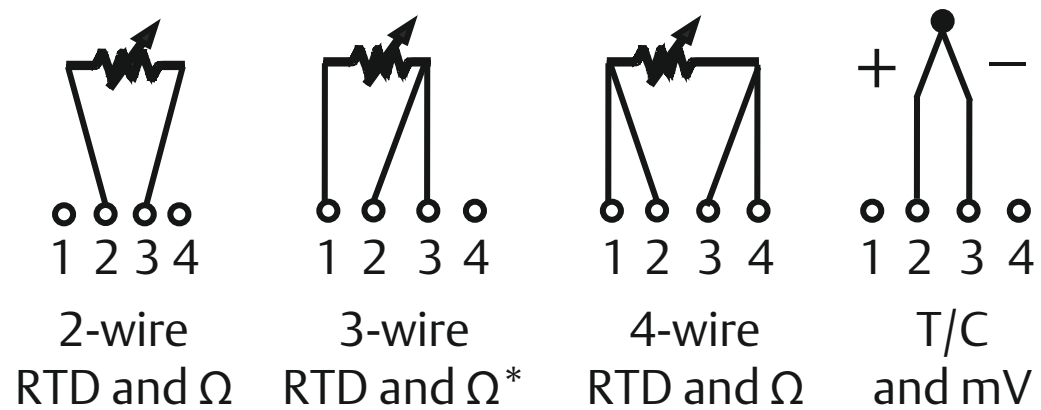 + −
1 2 3 4
2-wire
RTD and Ω
1 2 3 4
3-wire
RTD and Ω*
1 2 3 4
4-wire
RTD and Ω
1 2 3 4
T/C
and mV